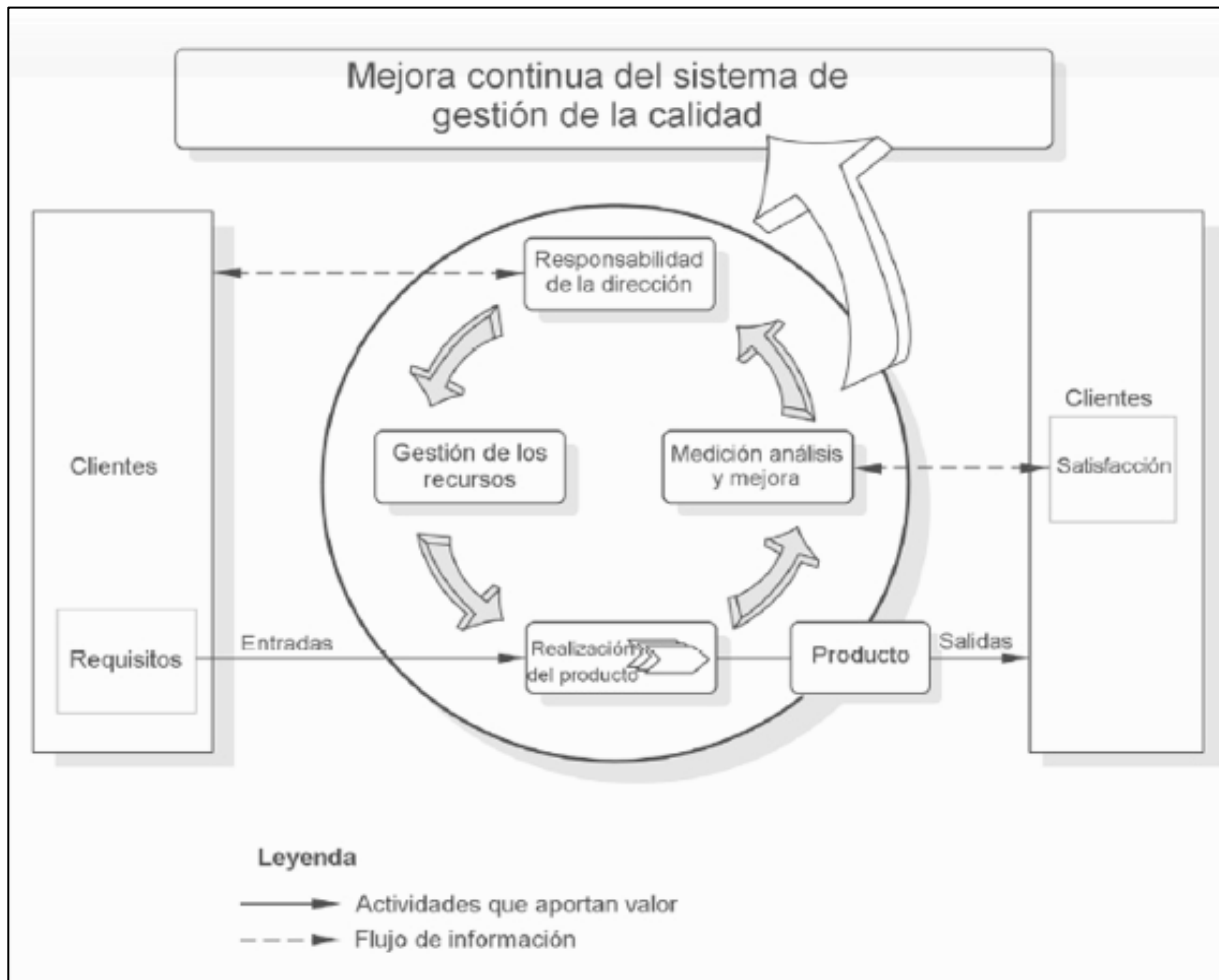 Mejora continua del sistema de
gestión de la calidad
Responsabilidad
de la dirección
Clientes
Gestión de los
recursos
Medición análisis
y mejora
Clientes
Satisfacción
Requisitos
Entradas
Realización
del producto
Producto
Salidas
Leyenda
Actividades que aportan valor
Flujo de información